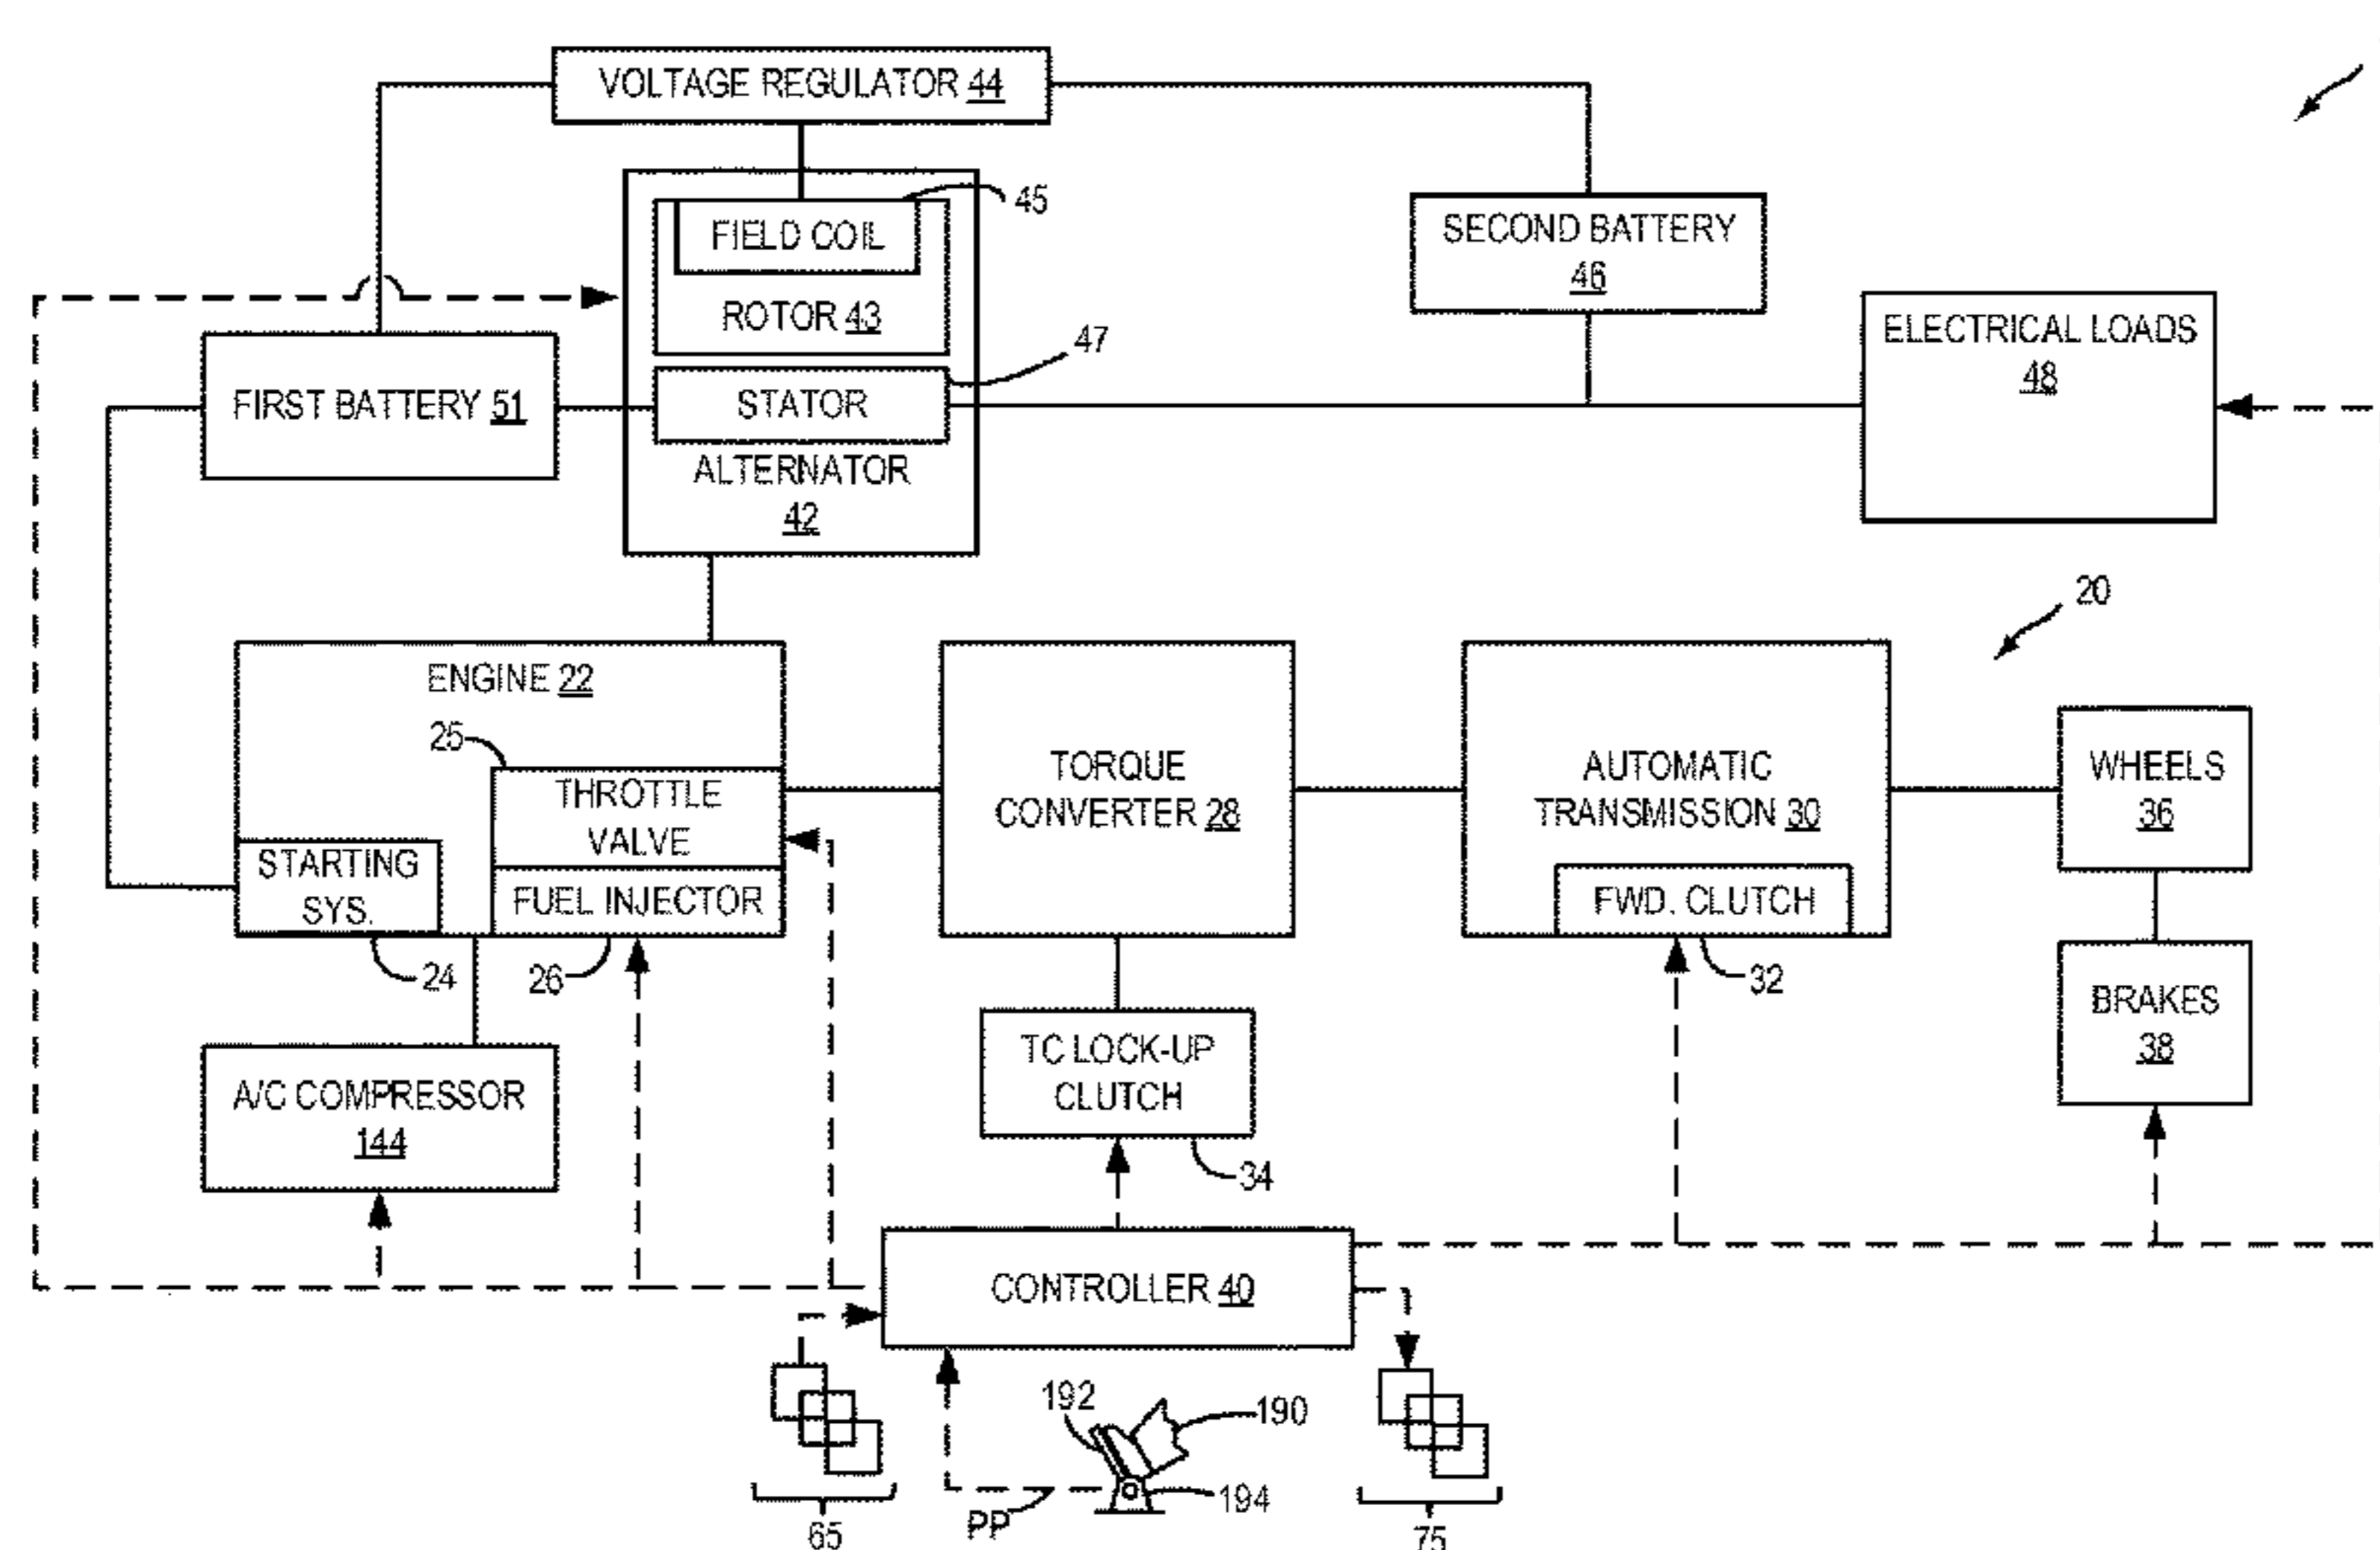 VOLTAGE REGULATOR 44
FIELD COIL
45
ROTOR 43
SECOND BATTERY
46
ELECTRICAL LOADS
48
47
FIRST BATTERY 51
STATOR
ALTERNATOR
42
20
ENGINE 22
25
THROTTLE
VALVE
STARTING
SYS.
FUEL INJECTOR
24
26
TORQUE
CONVERTER 28
AUTOMATIC
TRANSMISSION 30
FWD. CLUTCH
32
WHEELS
36
BRAKES
38
A/C COMPRESSOR
144
TC LOCK-UP
CLUTCH
34
CONTROLLER 40
192
190
194
PP
65
75